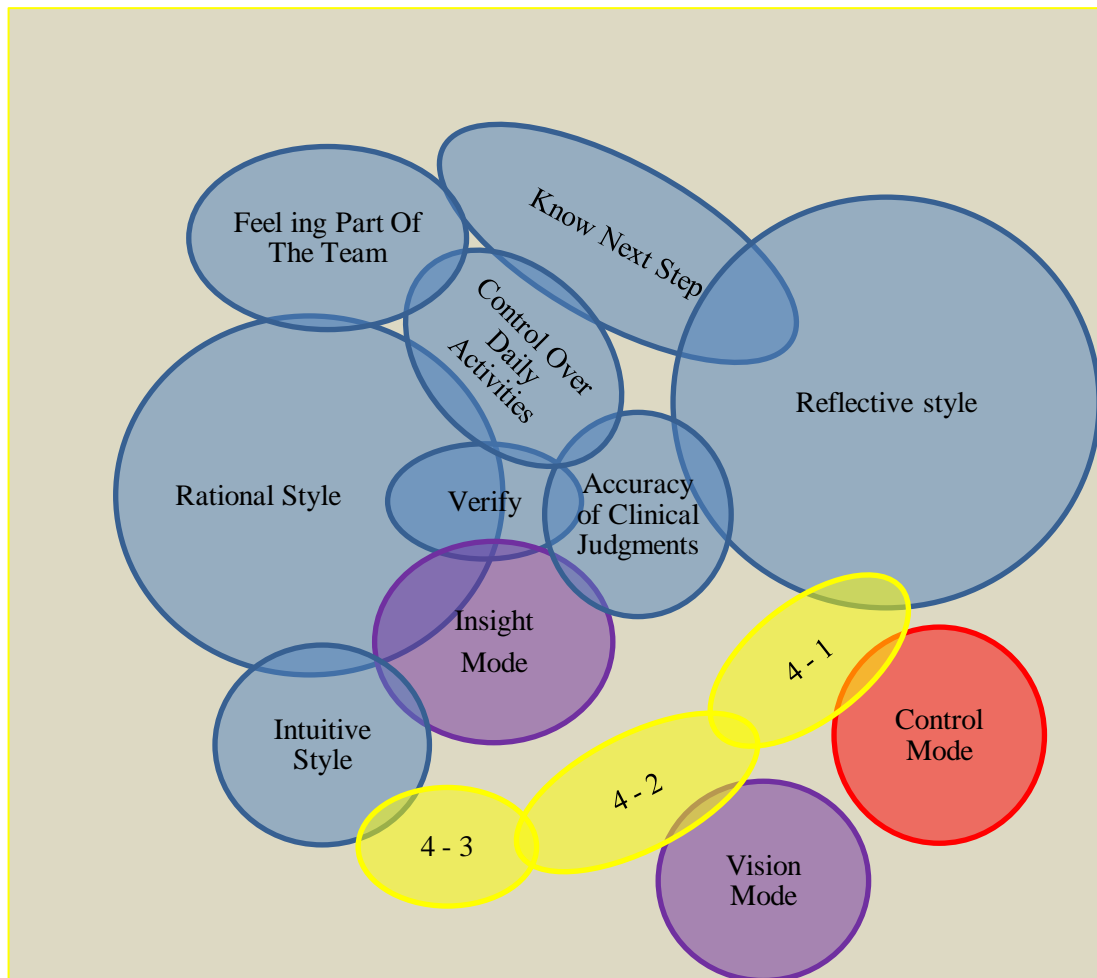 Know Next Step
Feel ing Part Of
The Team
Control Over
Daily
Activities
Reflective style
Rational Style
Verify
Accuracy
of Clinical
Judgments
Insight
Mode
4 - 1
Intuitive
Style
Control
Mode
4 - 2
4 - 3
Vision
Mode